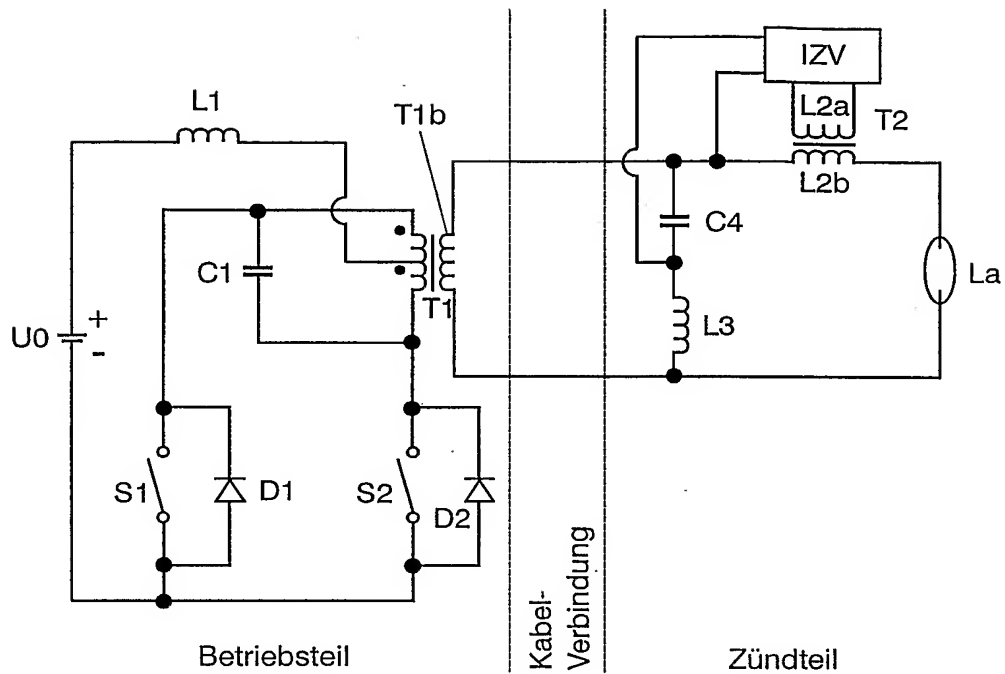 IZV
L1
T1b
L2a
T2
L2b
C4
C1
La
T1
L3
U0
+
-
S1
D1
S2
D2
Kabel-
Verbindung
Betriebsteil
Zündteil